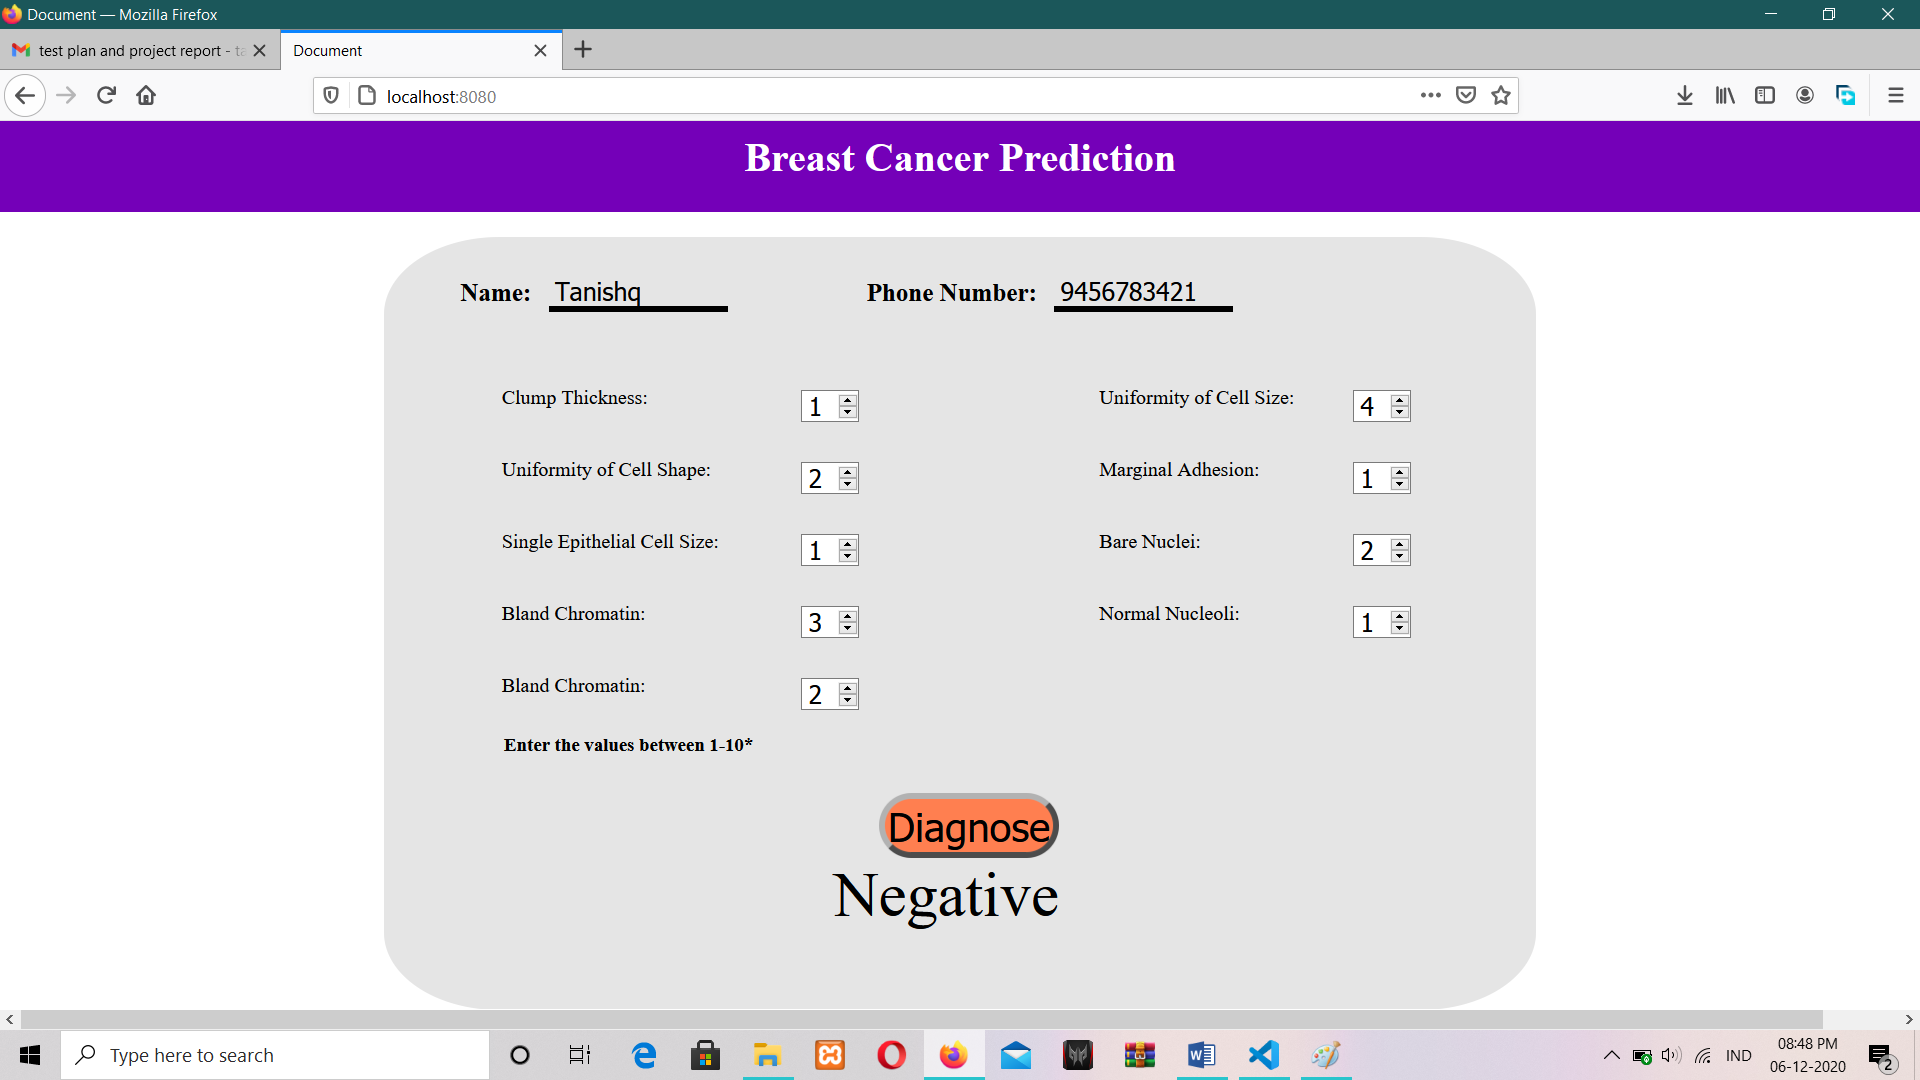 Document — Mozilla Firefox
test plan and project report - ta
Document
localhost:8080
Breast Cancer Prediction
Name: Tanishq Phone Number: 9456783421
Clump Thickness: 1 Uniformity of Cell Size: 4
Uniformity of Cell Shape: 2 Marginal Adhesion: 1
Single Epithelial Cell Size: 1 Bare Nuclei: 2
Bland Chromatin: 3 Normal Nucleoli: 1
Bland Chromatin: 2
Enter the values between 1-10*
Diagnose
Negative
Type here to search
IND
08:48 PM
06-12-2020
2